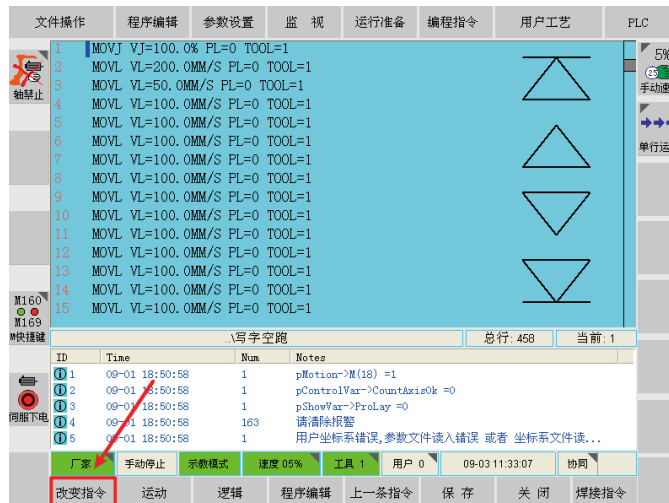 文件操作 程序编辑 参数设置 监 视 运行准备 编程指令 用户工艺 PLC
轴禁止
M160
M169
M快捷键
伺服下电
1 MOVJ VJ=100.0% PL=0 TOOL=1
2 MOVL VL=200.0MM/S PL=0 TOOL=1
3 MOVL VL=50.0MM/S PL=0 TOOL=1
4 MOVL VL=100.0MM/S PL=0 TOOL=1
5 MOVL VL=100.0MM/S PL=0 TOOL=1
6 MOVL VL=100.0MM/S PL=0 TOOL=1
7 MOVL VL=100.0MM/S PL=0 TOOL=1
8 MOVL VL=100.0MM/S PL=0 TOOL=1
9 MOVL VL=100.0MM/S PL=0 TOOL=1
10 MOVL VL=100.0MM/S PL=0 TOOL=1
11 MOVL VL=100.0MM/S PL=0 TOOL=1
12 MOVL VL=100.0MM/S PL=0 TOOL=1
13 MOVL VL=100.0MM/S PL=0 TOOL=1
14 MOVL VL=100.0MM/S PL=0 TOOL=1
15 MOVL VL=100.0MM/S PL=0 TOOL=1
5%
25
手动速
单行运
..\写字空跑 总行: 458 当前: 1
ID Time Num Notes
1 09-01 18:50:58 1 pMotion->M(18) =1
2 09-01 18:50:58 1 pControlVar->CountAxisOk =0
3 09-01 18:50:58 1 pShowVar->ProLay =0
4 09-01 18:50:58 163 请清除报警
5 09-01 18:50:58 1 用户坐标系错误,参数文件读入错误 或者 坐标系文件读...
厂家 手动停止 示教模式 速度 05% 工具 1 用户 0 09-03 11:33:07 协同
改变指令 运动 逻辑 程序编辑 上一条指令 保 存 关 闭 焊接指令